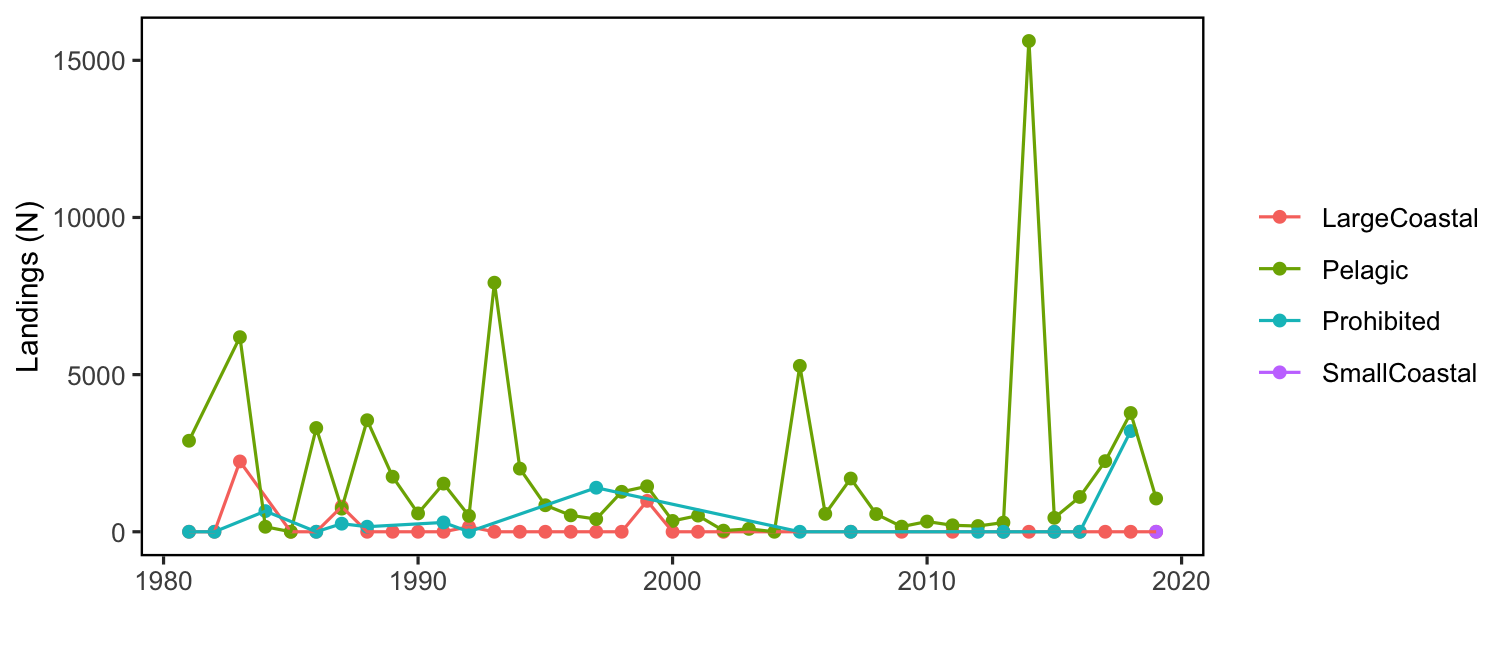 Landings (N)
15000
10000
5000
0
1980 1990 2000 2010 2020
LargeCoastal
Pelagic
Prohibited
SmallCoastal